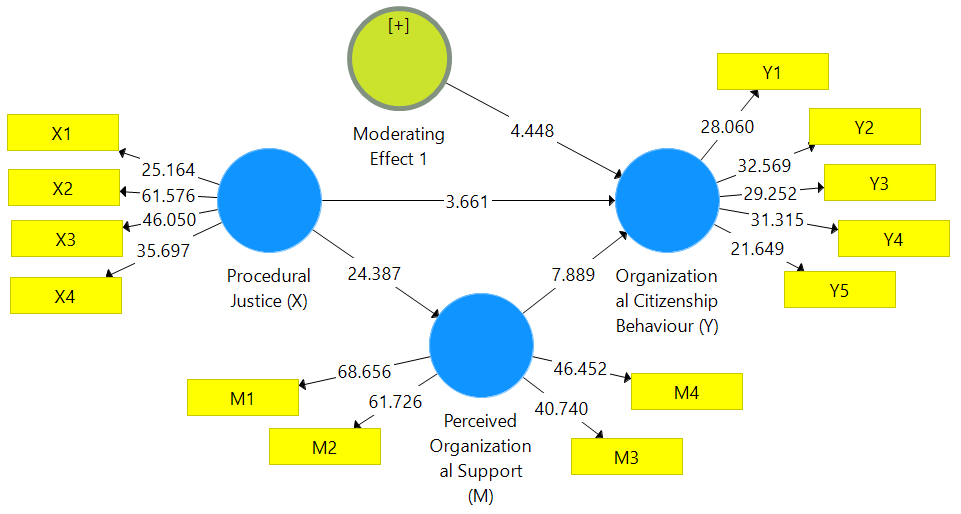 [+]
Moderating
Effect 1
4.448
X1
X2
X3
X4
25.164
61.576
46.050
35.697
Procedural
Justice (X)
3.661
24.387
7.889
Y1
Y2
Y3
Y4
Y5
28.060
32.569
29.252
31.315
21.649
Organization
al Citizenship
Behaviour (Y)
M1
M2
68.656
61.726
Perceived
Organization
al Support
(M)
46.452
40.740
M4
M3